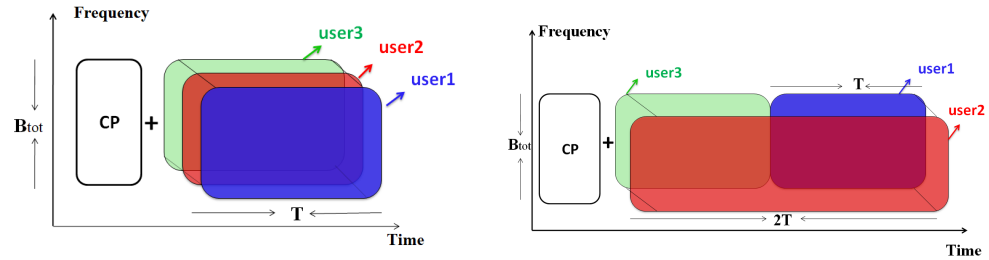 Frequency
user3
user2
user1
Btot
CP
+
T
Time
Frequency
user3
T
user1
user2
Btot
CP
+
2T
Time